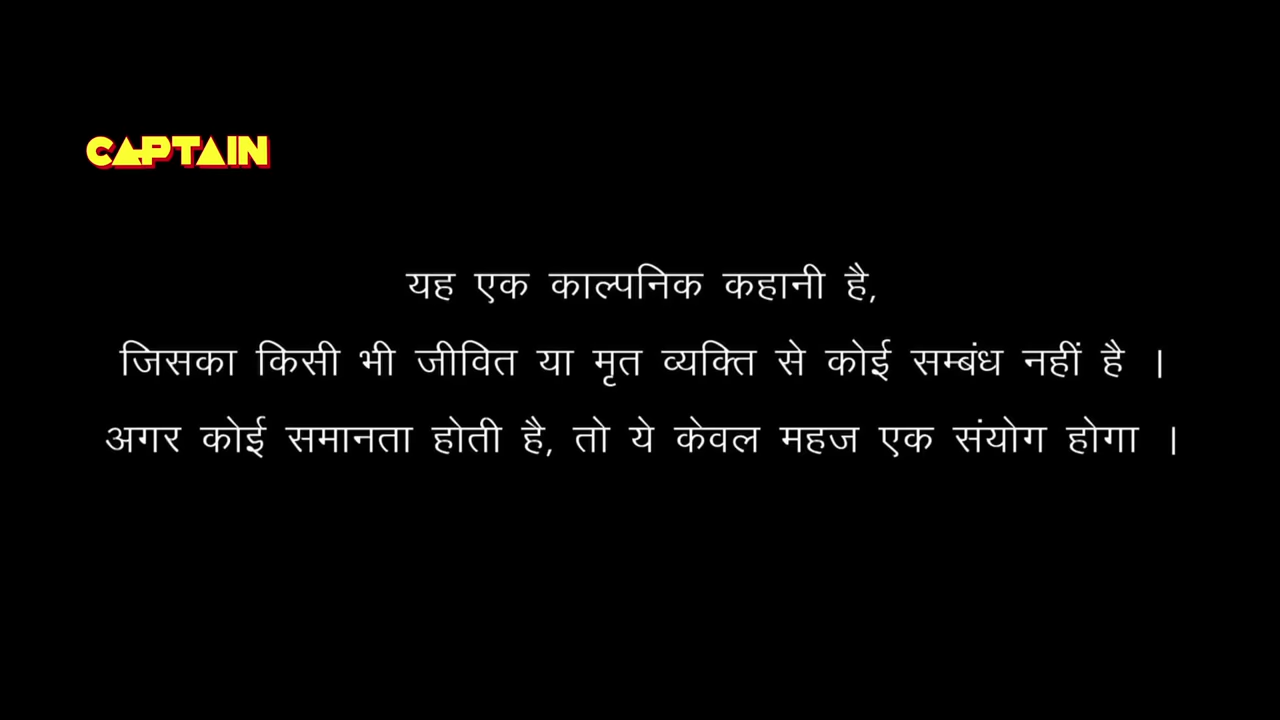 CAPTAIN
यह एक काल्पनिक कहानी है,
जिसका किसी भी जीवित या मृत व्यक्ति से कोई सम्बंध नहीं है ।
अगर कोई समानता होती है, तो ये केवल महज एक संयोग होगा ।